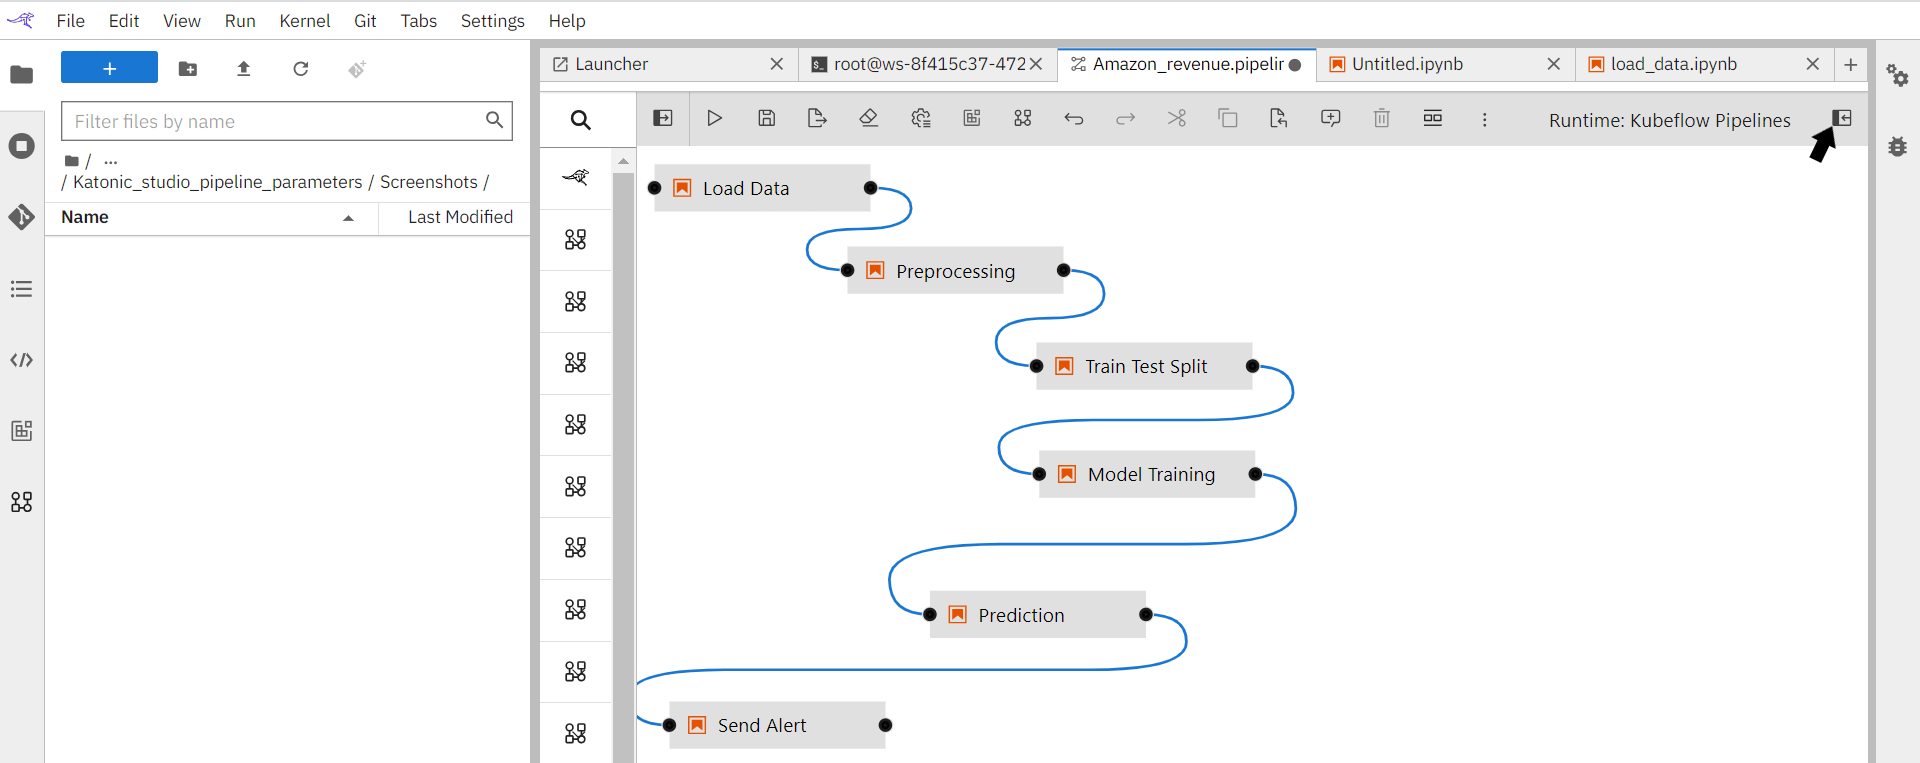 File Edit View Run Kernel Git Tabs Settings Help
Launcher
root@ws-8f415c37-472
Amazon_revenue.pipelir
Untitled.ipynb
load_data.ipynb
Filter files by name
Runtime: Kubeflow Pipelines
/ ...
/ Katonic_studio_pipeline_parameters / Screenshots /
Name
Last Modified
Load Data
Preprocessing
Train Test Split
Model Training
Prediction
Send Alert